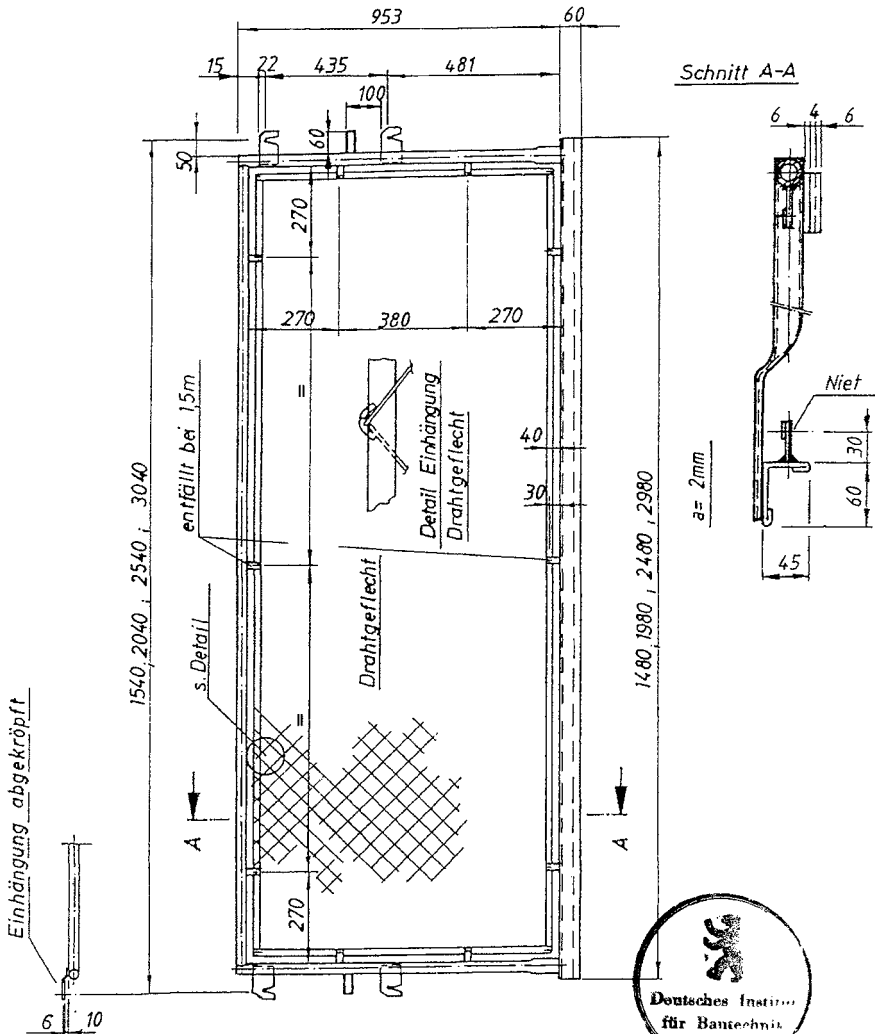 953
60
15
22
435
481
Schnitt A-A
100
6 4 6
60
50
270
270
380
270
entfällt bei 1,5m
=
Detail Einhängung
Drahtgeflecht
40
30
Niet
30
60
a= 2mm
45
1540, 2040 ; 2540 ; 3040
1480, 1980 , 2480 , 2980
s. Detail
Drahtgeflecht
=
Einhängung abgekröpft
A
A
270
6
10
Deutsches
für Bautechnik